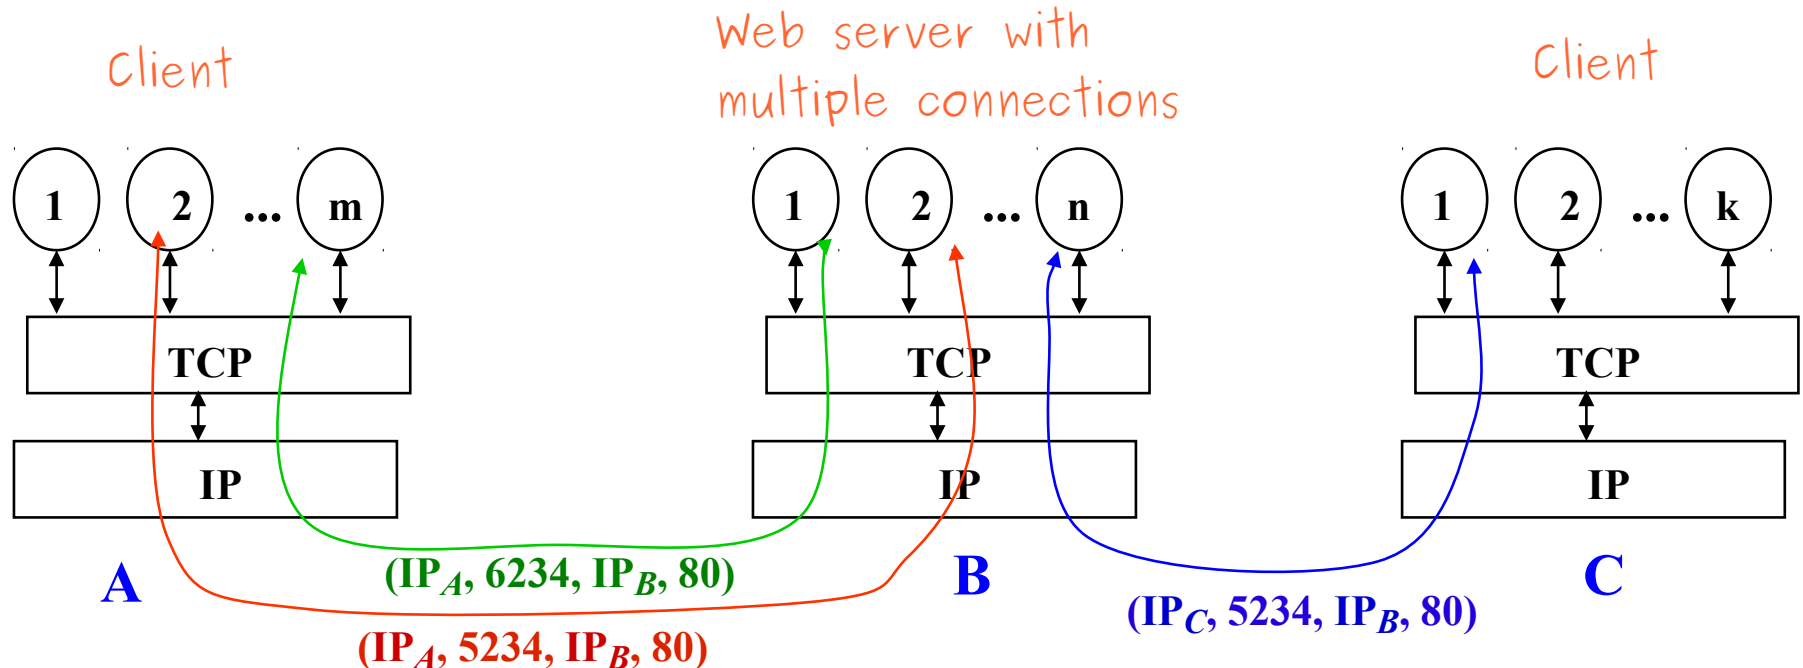 Client
Web server with
multiple connections
Client
1 2 ... m
1 2 ... n
1 2 ... k
TCP
TCP
TCP
IP
IP
IP
A
(IPA, 6234, IPB, 80)
B
C
(IPC, 5234, IPB, 80)
(IPA, 5234, IPB, 80)